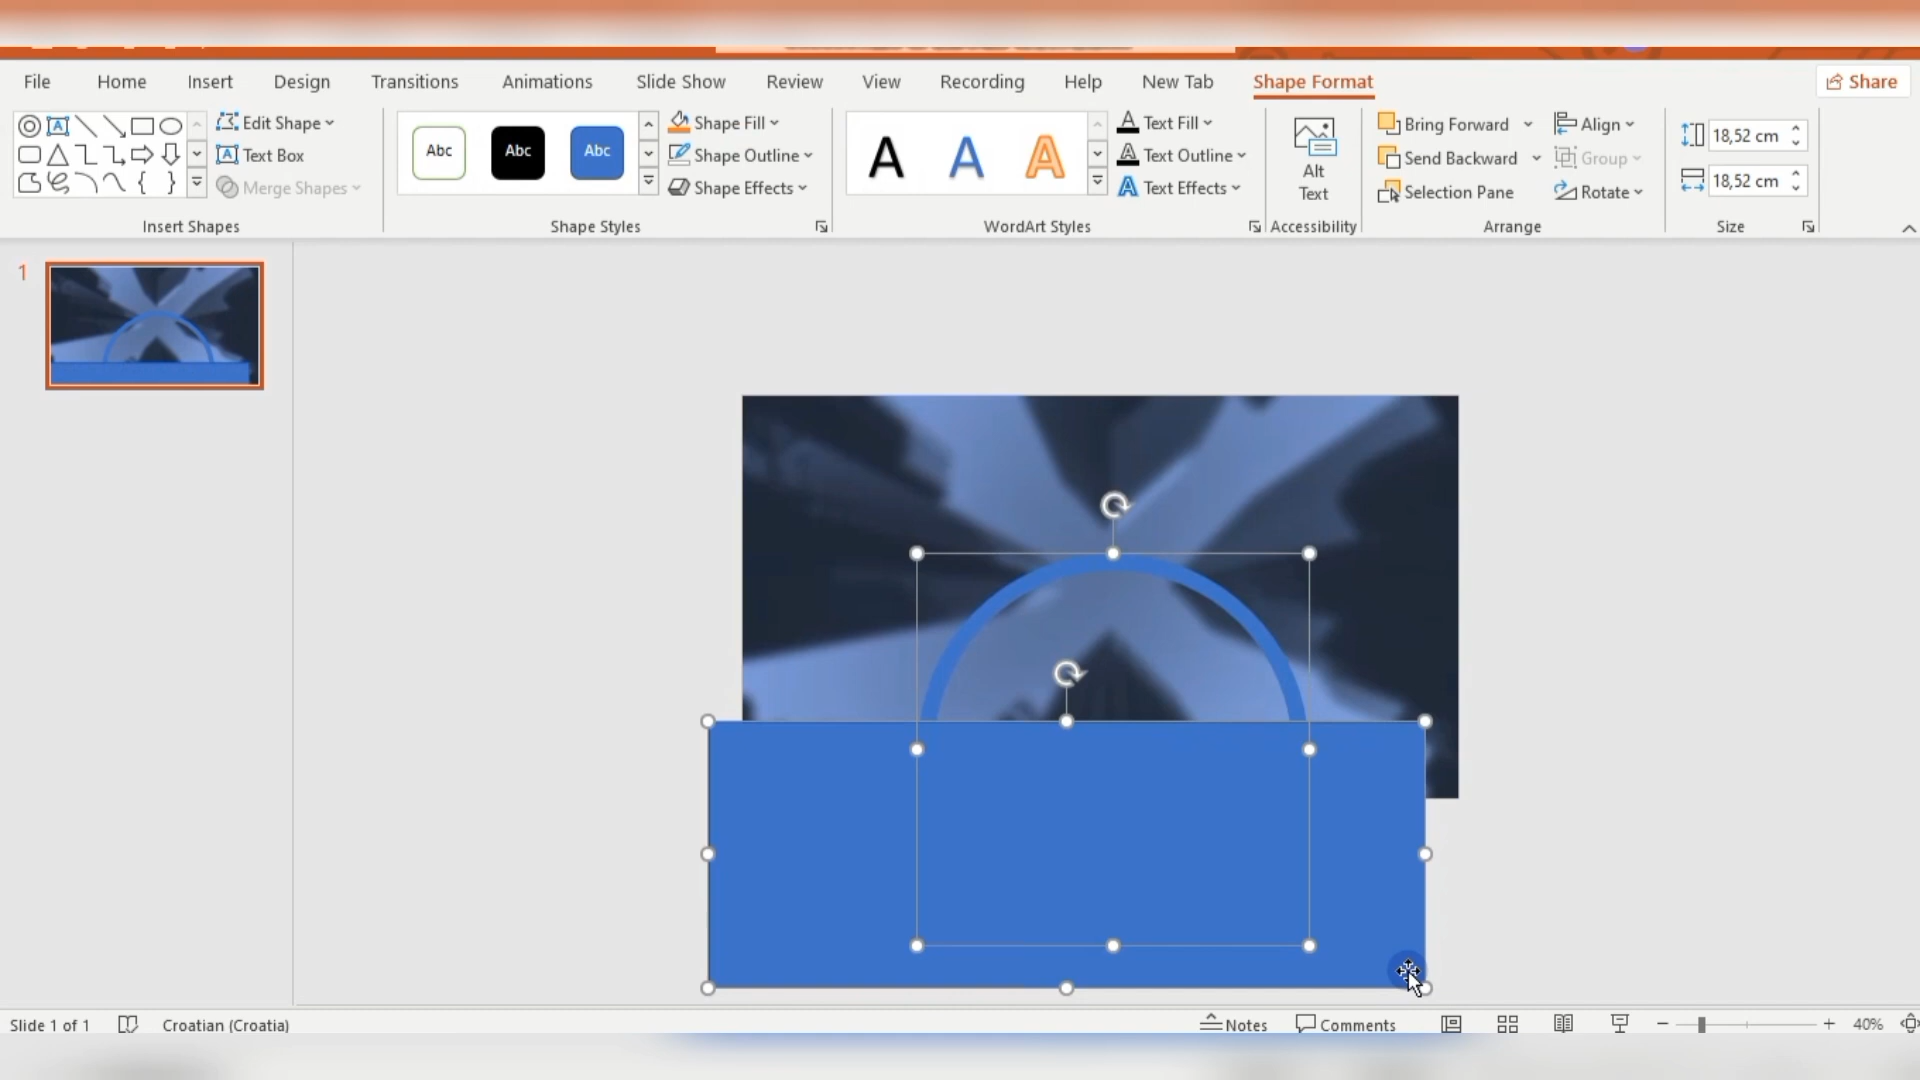 File Home Insert Design Transitions Animations Slide Show Review View Recording Help New Tab Shape Format Share
Edit Shape
Text Box
Merge Shapes
Insert Shapes
Abc Abc Abc
Shape Fill
Shape Outline
Shape Effects
Shape Styles
A A A
Text Fill
Text Outline
Text Effects
WordArt Styles
Alt
Text
Accessibility
Bring Forward
Send Backward
Selection Pane
Align
Group
Rotate
Arrange
18,52 cm
18,52 cm
Size
1
Slide 1 of 1 Croatian (Croatia) Notes Comments 40%